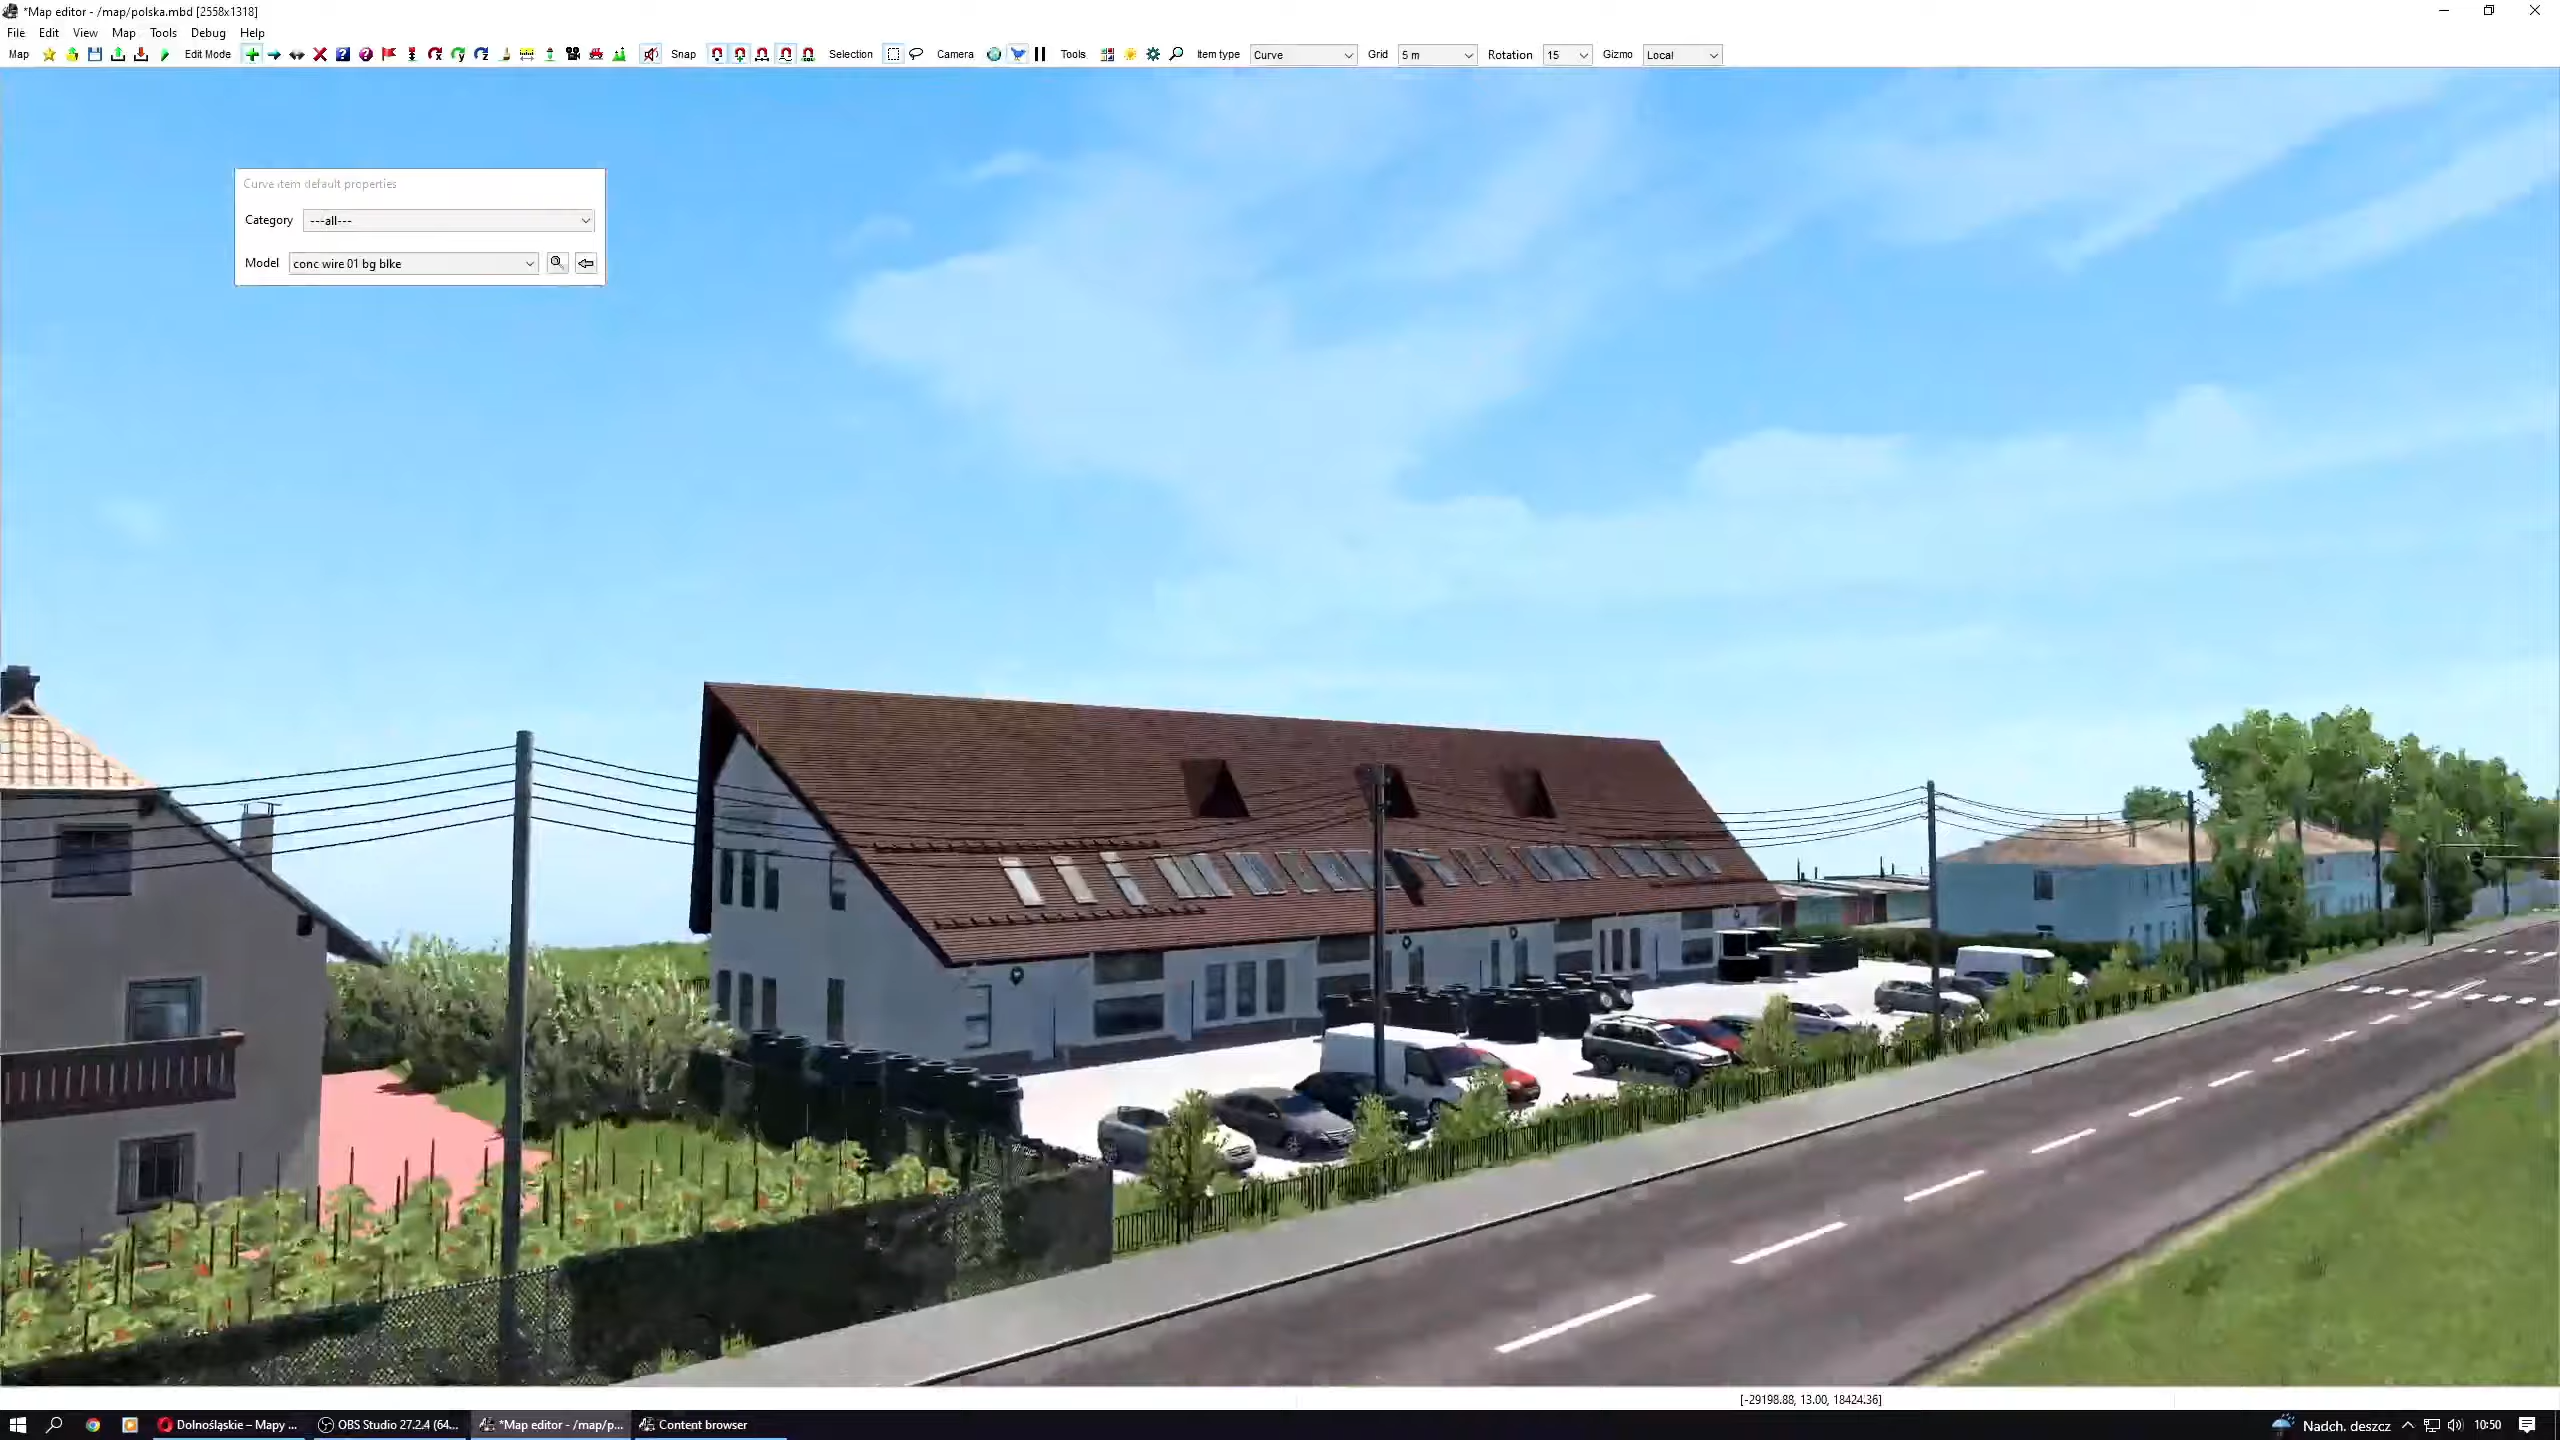 *Map editor - /map/polska.mbd [2558x1318]
File Edit View Map Tools Debug Help
Map Edit Mode Snap Selection Camera Tools Item type Curve Grid 5 m Rotation 15 Gizmo Local
Curve item default properties
Category ---all---
Model conc wire 01 bg blke
[-29198.88, 13.00, 18424.36]
Dolnośląskie – Mapy ... OBS Studio 27.2.4 (64... *Map editor - /map/p... Content browser Nadch. deszcz 10:50